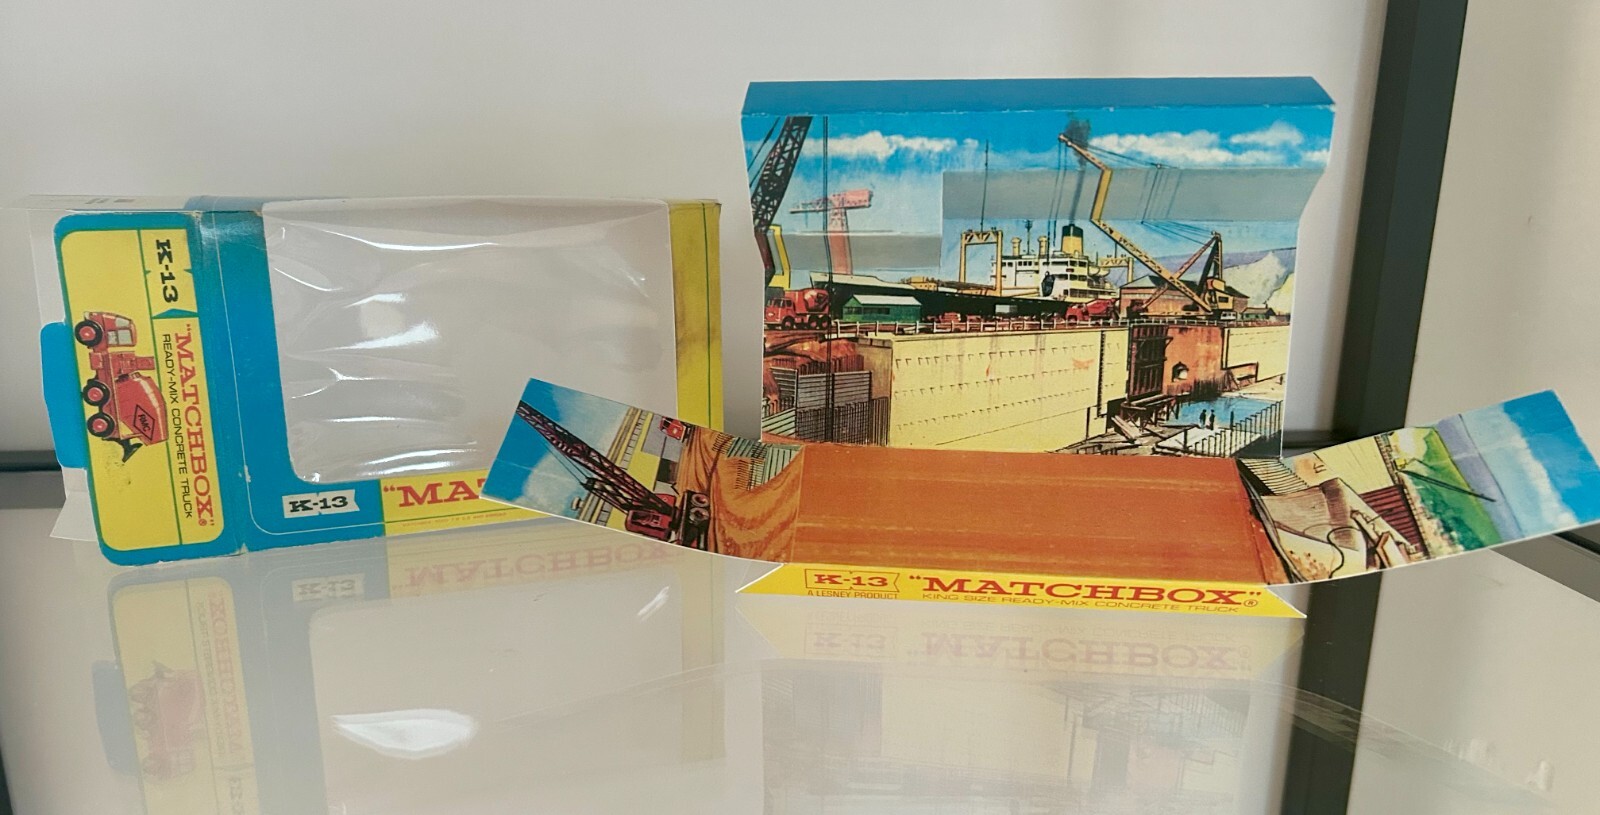 K-13
"MATCHBOX"®
READY-MIX CONCRETE TRUCK
K-13
"MA
K-13
"MATCHBOX"®
A LESNEY PRODUCT
KING SIZE READY-MIX CONCRETE TRUCK